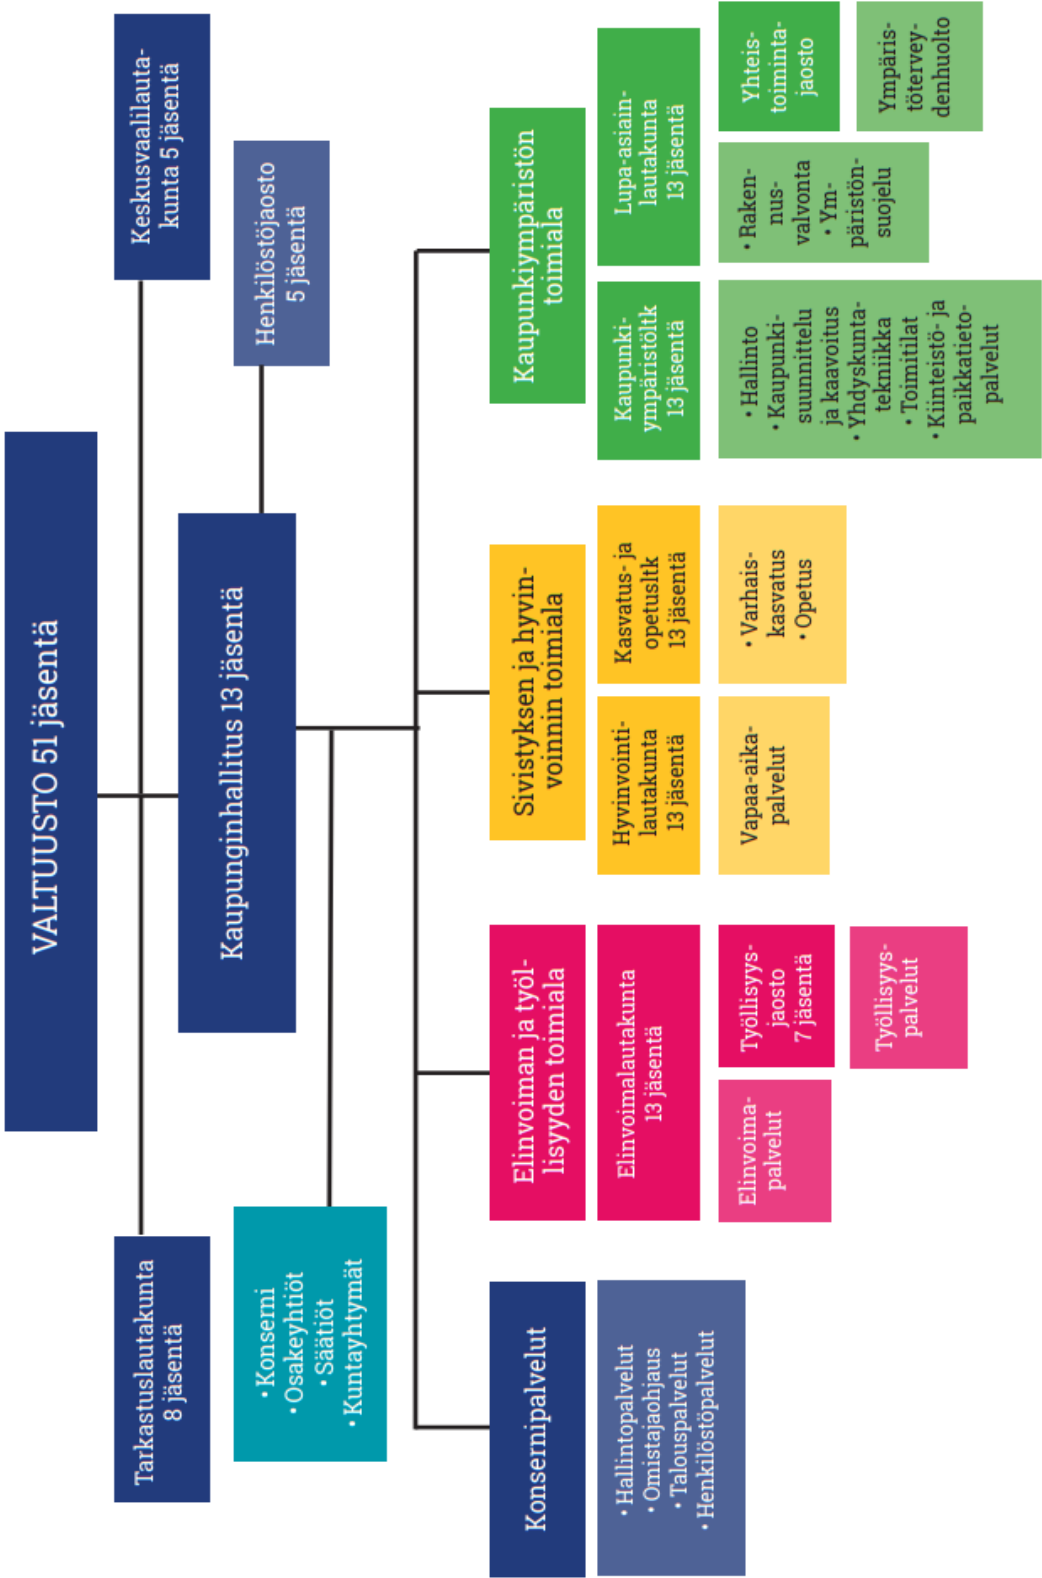 VALTUUSTO 51 jäsentä
Tarkastuslautakunta
8 jäsentä
Keskusvaalilauta-
kunta 5 jäsentä
Kaupunginhallitus 13 jäsentä
Henkilöstöjaosto
5 jäsentä
• Konserni
• Osakeyhtiöt
• Säätiöt
• Kuntayhtymät
Konsernipalvelut
• Hallintopalvelut
• Omistajaohjaus
• Talouspalvelut
• Henkilöstöpalvelut
Elinvoiman ja työl-
lisyyden toimiala
Elinvoimalautakunta
13 jäsentä
Elinvoima-
palvelut
Työllisyys-
jaosto
7 jäsentä
Työllisyys-
palvelut
Sivistyksen ja hyvin-
voinnin toimiala
Hyvinvointi-
lautakunta
13 jäsentä
Vapaa-aika-
palvelut
Kasvatus- ja
opetusltk
13 jäsentä
• Varhais-
kasvatus
• Opetus
Kaupunkiympäristön
toimiala
Kaupunki-
ympäristöltk
13 jäsentä
• Hallinto
• Kaupunki-
suunnittelu
ja kaavoitus
• Yhdyskunta-
tekniikka
• Toimitilat
• Kiinteistö- ja
paikkatieto-
palvelut
Lupa-asiain-
lautakunta
13 jäsentä
• Raken-
nus-
valvonta
• Ym-
päristön-
suojelu
Yhteis-
toiminta-
jaosto
Ympäris-
tötervey-
denhuolto